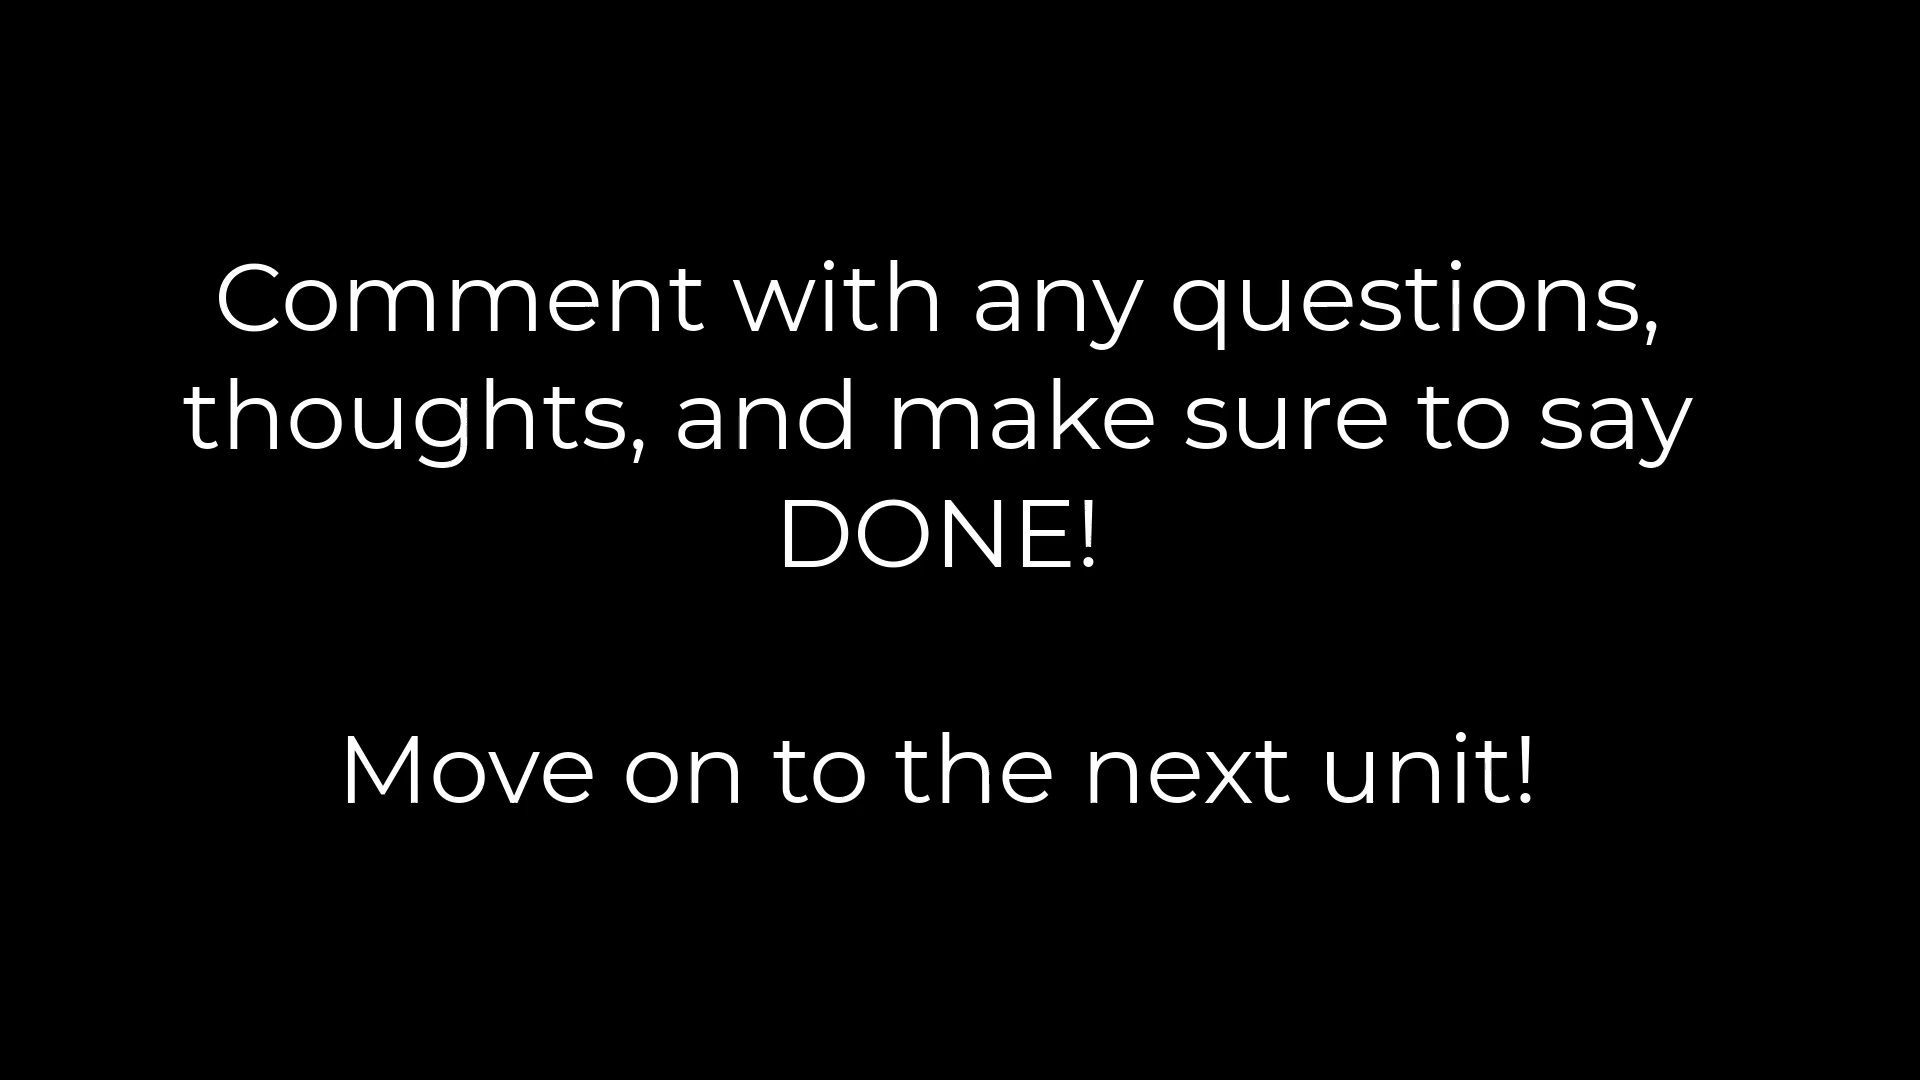 Comment with any questions,
thoughts, and make sure to say
DONE!
Move on to the next unit!